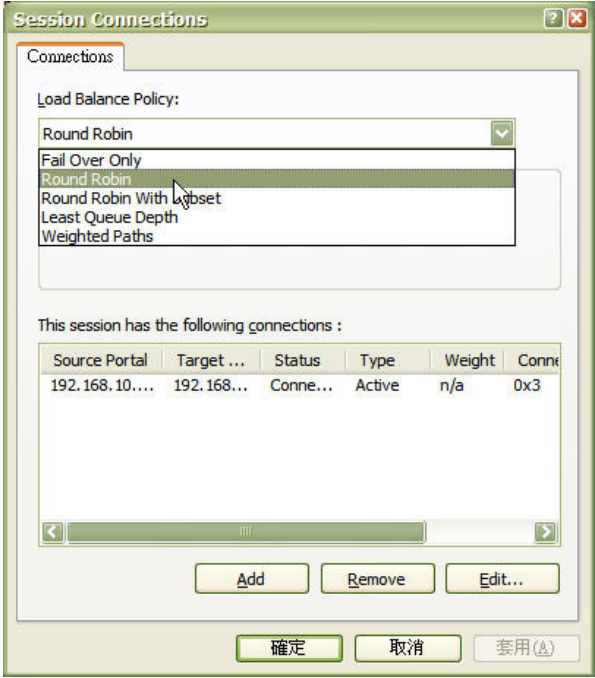 Session Connections
Connections
Load Balance Policy:
Round Robin
Fail Over Only
Round Robin
Round Robin With Subset
Least Queue Depth
Weighted Paths
This session has the following connections :
Source Portal Target ... Status Type Weight Conne
192.168.10.... 192.168... Conne... Active n/a 0x3
Add Remove Edit...
確定 取消 套用(A)